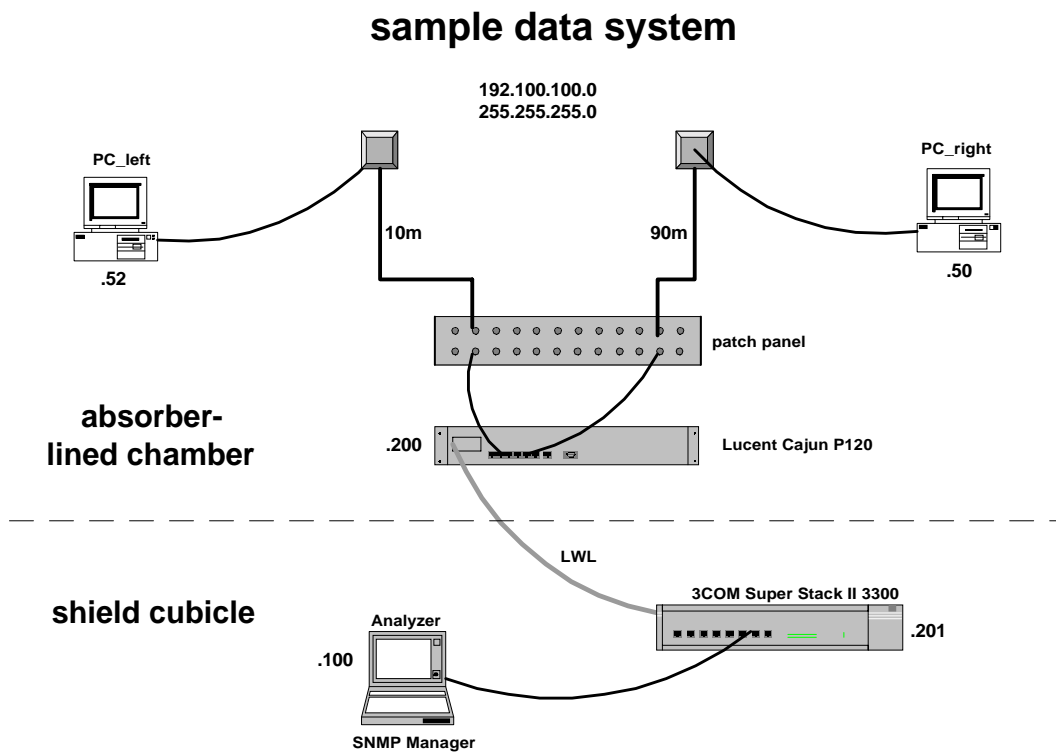 sample data system
192.100.100.0
255.255.255.0
PC_left
PC_right
10m
90m
.52
.50
patch panel
absorber-
lined chamber
.200
Lucent Cajun P120
LWL
shield cubicle
3COM Super Stack II 3300
Analyzer
.201
.100
SNMP Manager